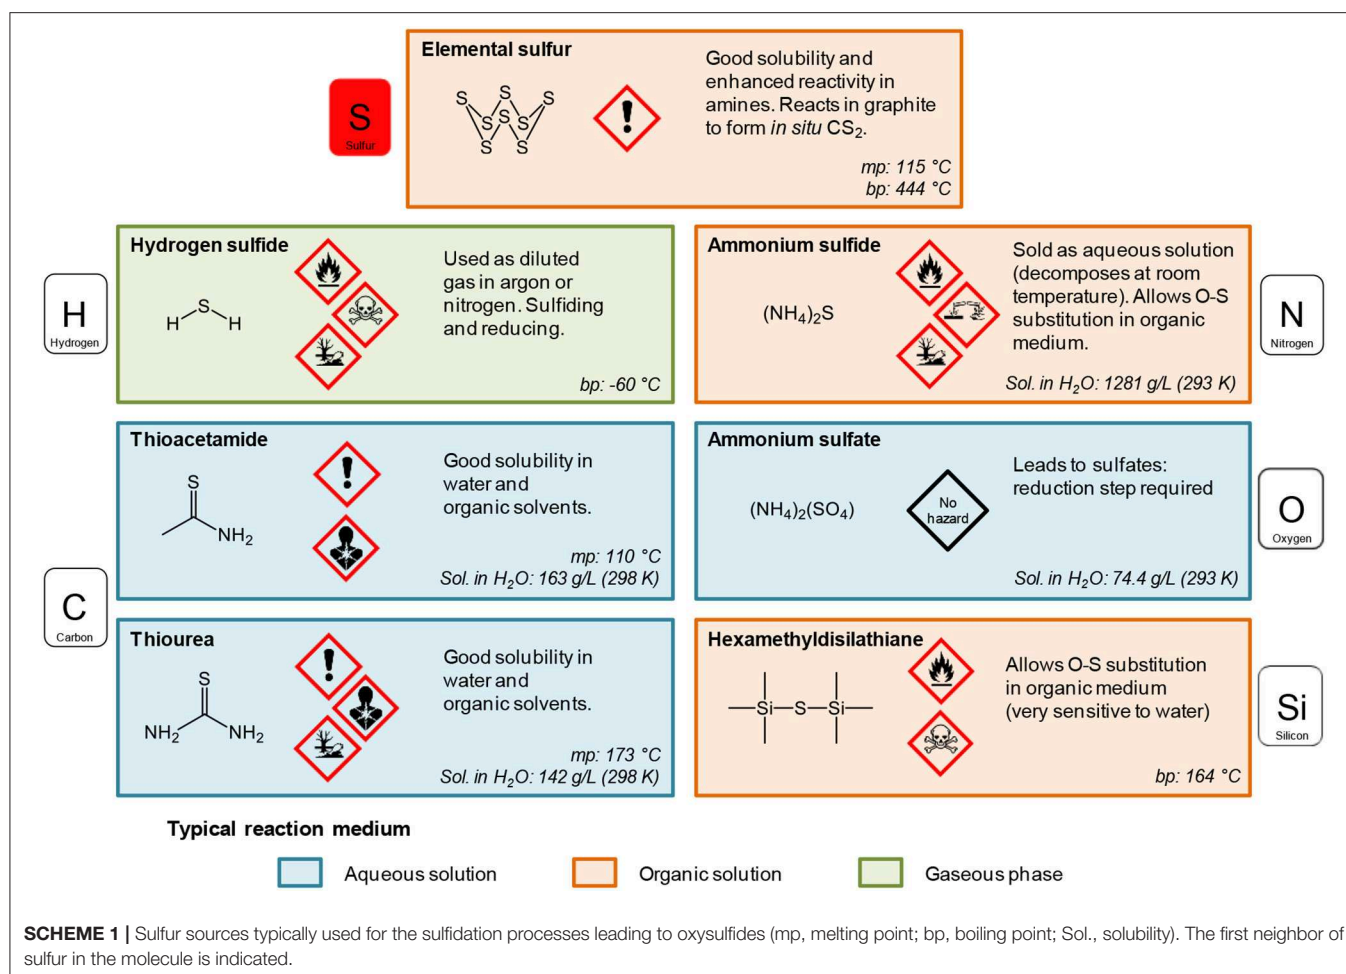 Elemental sulfur
S
Sulfur
S S S
S S S
S S
Good solubility and
enhanced reactivity in
amines. Reacts in graphite
to form in situ CS₂.
mp: 115 °C
bp: 444 °C
H
Hydrogen
Hydrogen sulfide
S
H H
Used as diluted
gas in argon or
nitrogen. Sulfiding
and reducing.
bp: -60 °C
Ammonium sulfide
(NH₄)₂S
Sold as aqueous solution
(decomposes at room
temperature). Allows O-S
substitution in organic
medium.
Sol. in H₂O: 1281 g/L (293 K)
N
Nitrogen
C
Carbon
Thioacetamide
S
NH₂
Good solubility in
water and
organic solvents.
mp: 110 °C
Sol. in H₂O: 163 g/L (298 K)
Ammonium sulfate
(NH₄)₂(SO₄)
No
hazard
Leads to sulfates:
reduction step required
Sol. in H₂O: 74.4 g/L (293 K)
O
Oxygen
Thiourea
S
NH₂ NH₂
Good solubility in
water and
organic solvents.
mp: 173 °C
Sol. in H₂O: 142 g/L (298 K)
Hexamethyldisilathiane
Si S Si
Allows O-S substitution
in organic medium
(very sensitive to water)
bp: 164 °C
Si
Silicon
Typical reaction medium
Aqueous solution
Organic solution
Gaseous phase
SCHEME 1 | Sulfur sources typically used for the sulfidation processes leading to oxysulfides (mp, melting point; bp, boiling point; Sol., solubility). The first neighbor of
sulfur in the molecule is indicated.